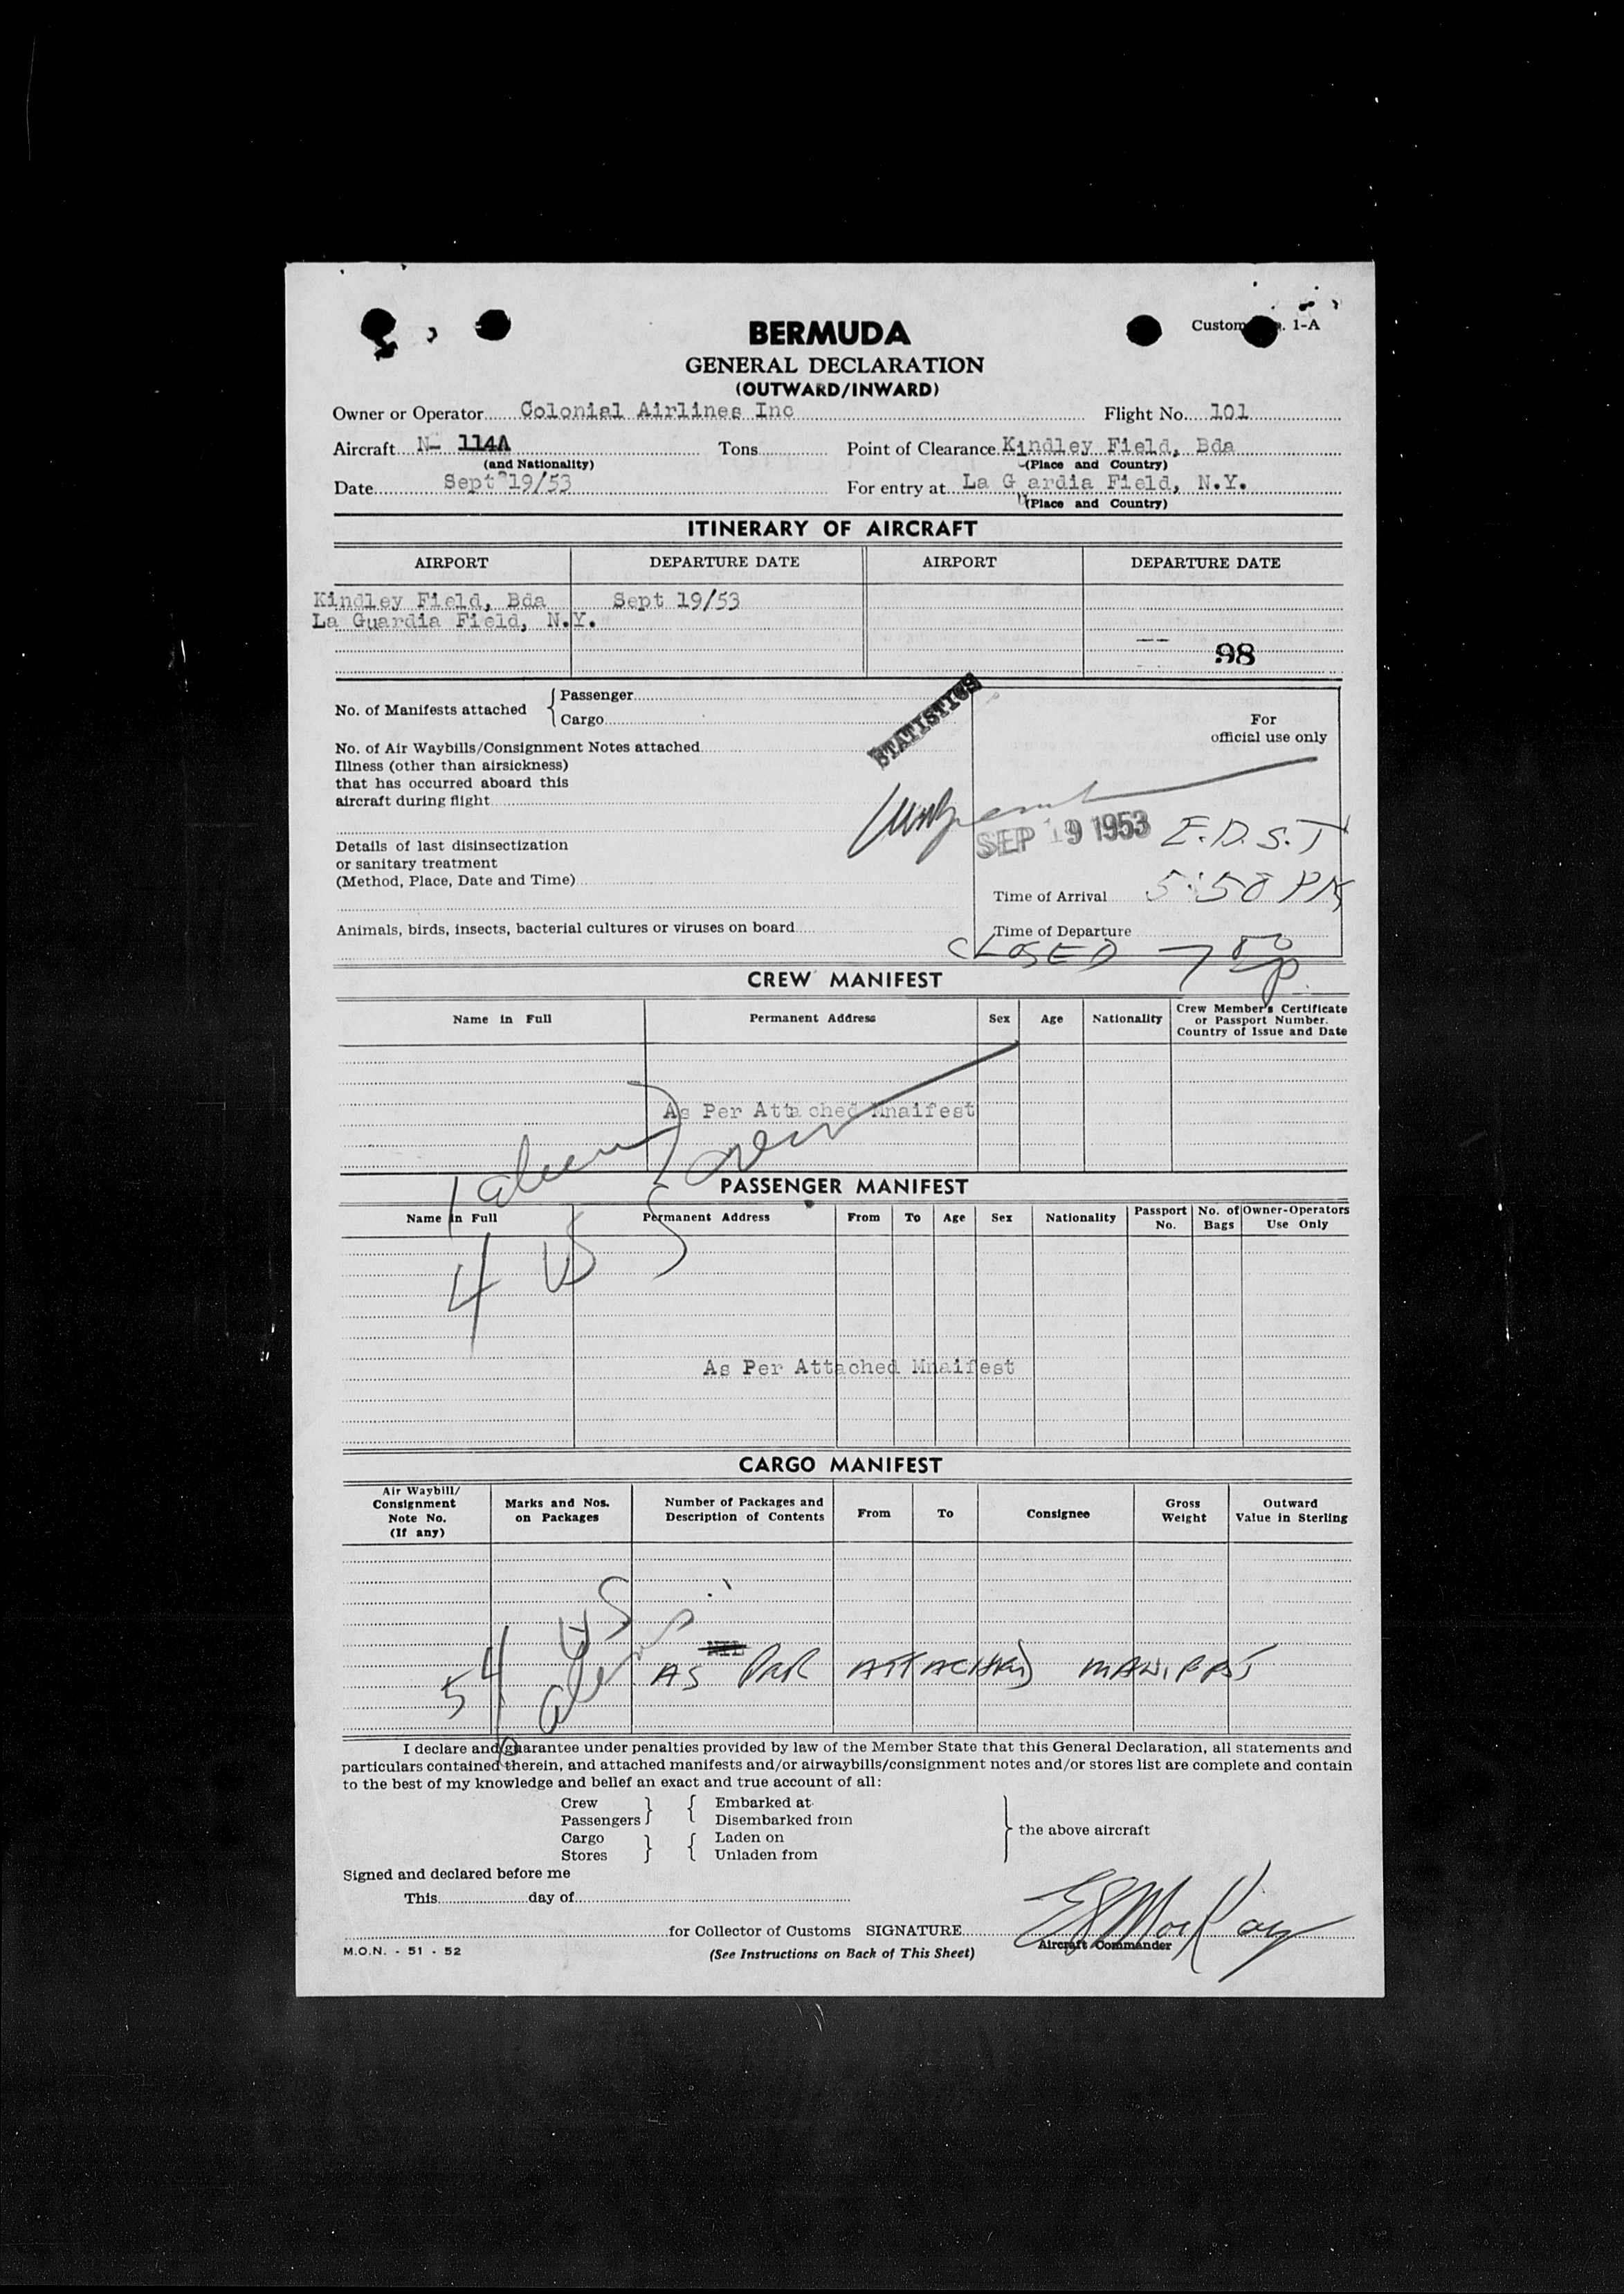 BERMUDA
Custom . 1-A
GENERAL DECLARATION
(OUTWARD/INWARD)
Owner or Operator Colonial Airlines Inc Flight No. 101
Aircraft N- 114A Tons Point of Clearance Kindley Field, Bda
(and Nationality) (Place and Country)
Date Sept 19/53 For entry at La G ardia Field, N.Y.
(Place and Country)
ITINERARY OF AIRCRAFT
AIRPORT DEPARTURE DATE AIRPORT DEPARTURE DATE
Kindley Field, Bda Sept 19/53
La Guardia Field, N.Y.
98
No. of Manifests attached { Passenger
Cargo
STATISTICS
For
official use only
No. of Air Waybills/Consignment Notes attached
Illness (other than airsickness)
that has occurred aboard this
aircraft during flight
SEP 19 1953 E.D.S.T
Details of last disinsectization
or sanitary treatment
(Method, Place, Date and Time)
Time of Arrival 5:58 PM
Animals, birds, insects, bacterial cultures or viruses on board
Time of Departure
CLOSED 7
CREW MANIFEST
Name in Full Permanent Address Sex Age Nationality Crew Member's Certificate
or Passport Number.
Country of Issue and Date
As Per Atta ched Mnaifest
1 alien } crew
4 US
PASSENGER MANIFEST
Name in Full Permanent Address From To Age Sex Nationality Passport No. No. of Bags Owner-Operators Use Only
As Per Attached Mnaifest
CARGO MANIFEST
Air Waybill/
Consignment
Note No.
(If any)
Marks and Nos.
on Packages
Number of Packages and
Description of Contents
From To Consignee
Gross
Weight
Outward
Value in Sterling
54 US
aliens
NIL
AS PER ATTACHED MANIFEST
I declare and guarantee under penalties provided by law of the Member State that this General Declaration, all statements and
particulars contained therein, and attached manifests and/or airwaybills/consignment notes and/or stores list are complete and contain
to the best of my knowledge and belief an exact and true account of all:
Crew } { Embarked at
Passengers Disembarked from
Cargo } { Laden on
Stores Unladen from
} the above aircraft
Signed and declared before me
This day of
for Collector of Customs SIGNATURE E MacKay
Aircraft Commander
M.O.N. - 51 - 52 (See Instructions on Back of This Sheet)